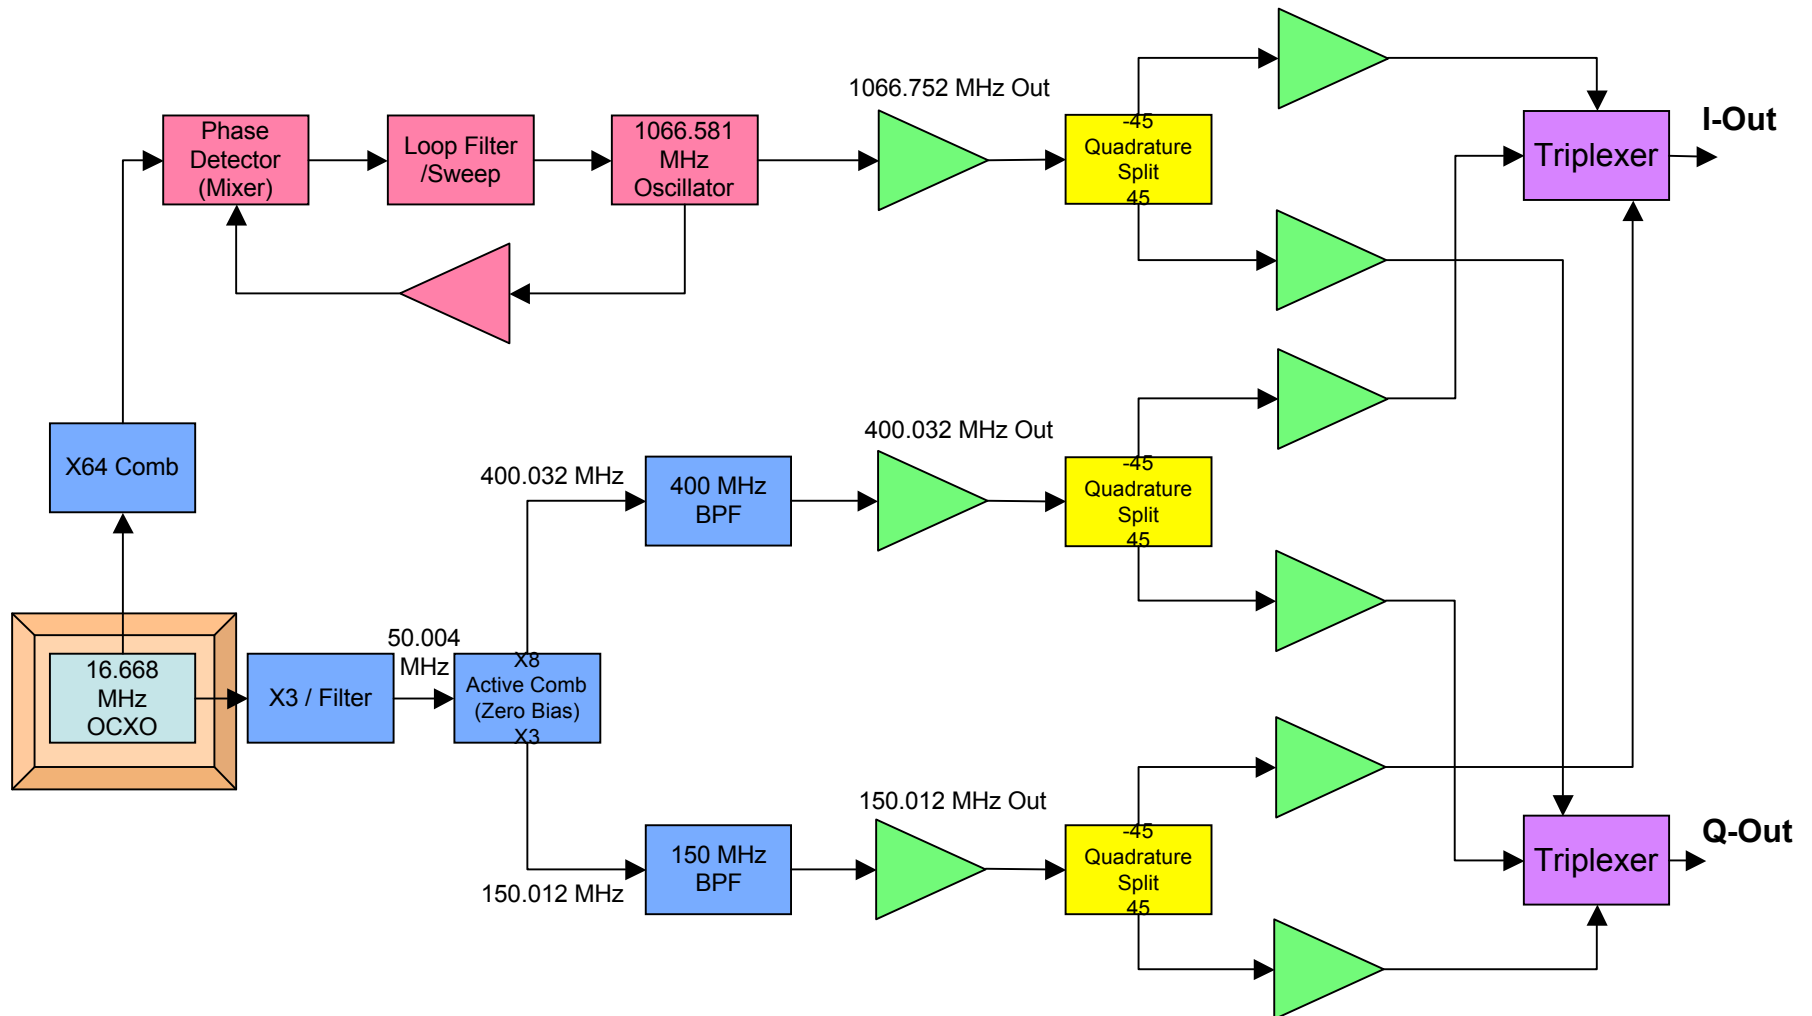 1066.752 MHz Out
Phase
Detector
(Mixer)
Loop Filter
/Sweep
1066.581
MHz
Oscillator
-45
Quadrature
Split
45
Triplexer
I-Out
X64 Comb
400.032 MHz
400 MHz
BPF
400.032 MHz Out
-45
Quadrature
Split
45
16.668
MHz
OCXO
X3 / Filter
50.004
MHz
X8
Active Comb
(Zero Bias)
X3
150.012 MHz
150 MHz
BPF
150.012 MHz Out
-45
Quadrature
Split
45
Triplexer
Q-Out